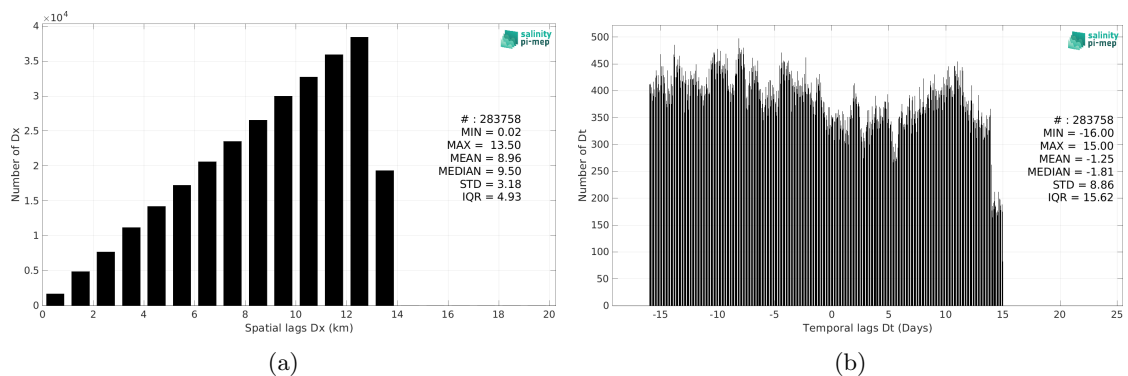 ×10⁴
4
3.5
3
2.5
2
1.5
1
0.5
0
Number of Dx
salinity
pi-mep
# : 283758
MIN = 0.02
MAX = 13.50
MEAN = 8.96
MEDIAN = 9.50
STD = 3.18
IQR = 4.93
0 2 4 6 8 10 12 14 16 18 20
Spatial lags Dx (km)
(a)
500
450
400
350
300
250
200
150
100
50
0
Number of Dt
salinity
pi-mep
# : 283758
MIN = -16.00
MAX = 15.00
MEAN = -1.25
MEDIAN = -1.81
STD = 8.86
IQR = 15.62
-15 -10 -5 0 5 10 15 20 25
Temporal lags Dt (Days)
(b)